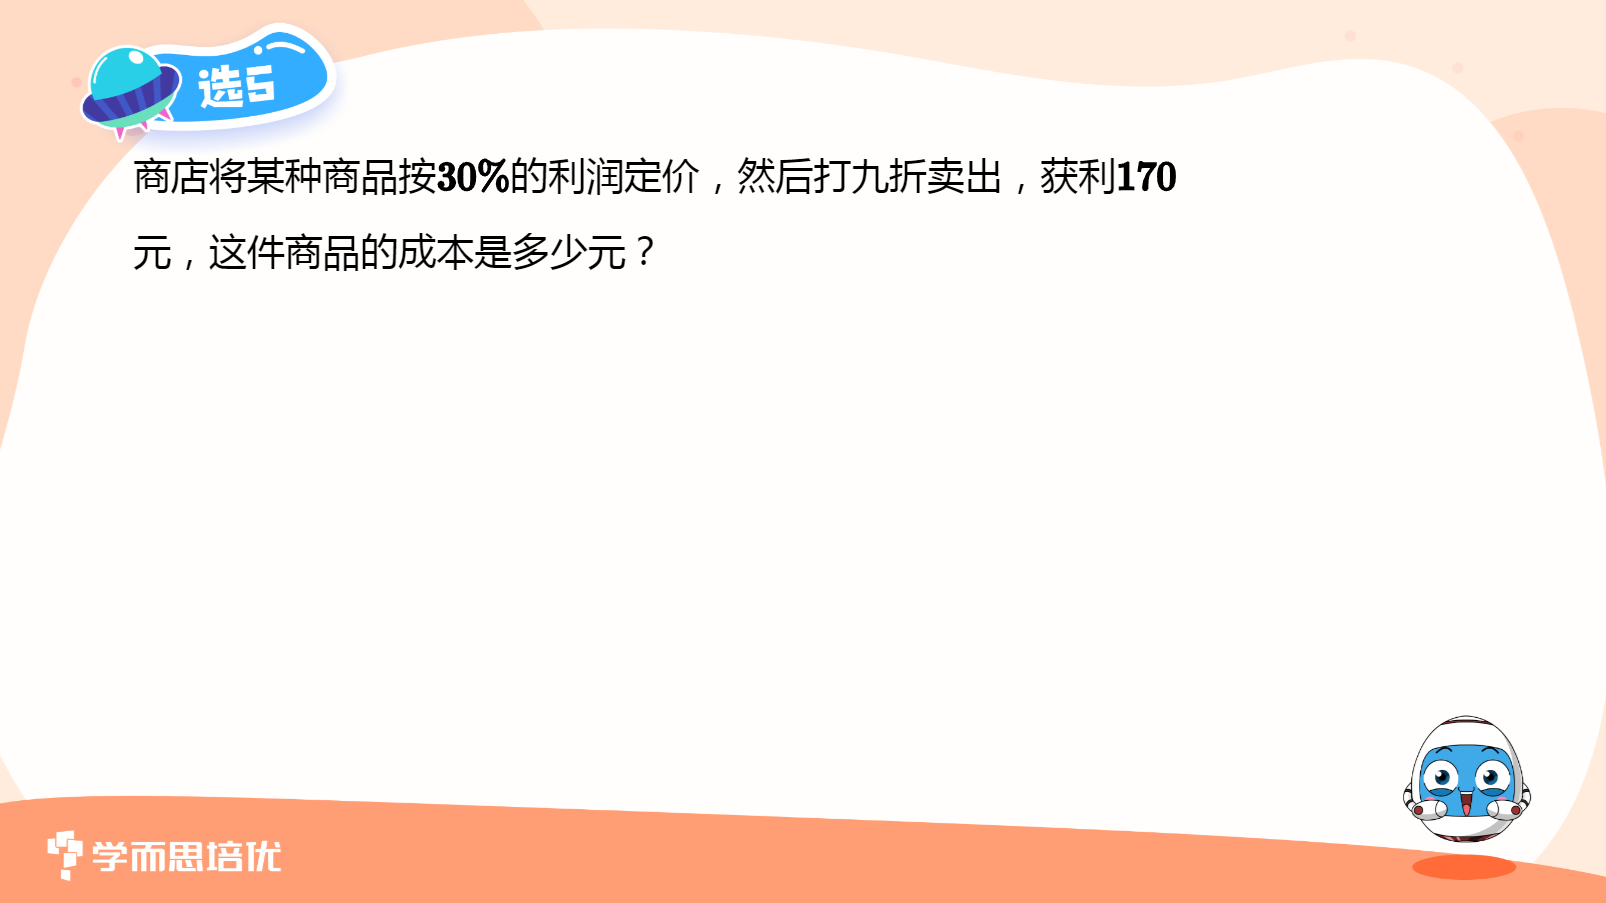 选5
商店将某种商品按30%的利润定价，然后打九折卖出，获利170
元，这件商品的成本是多少元？
学而思培优